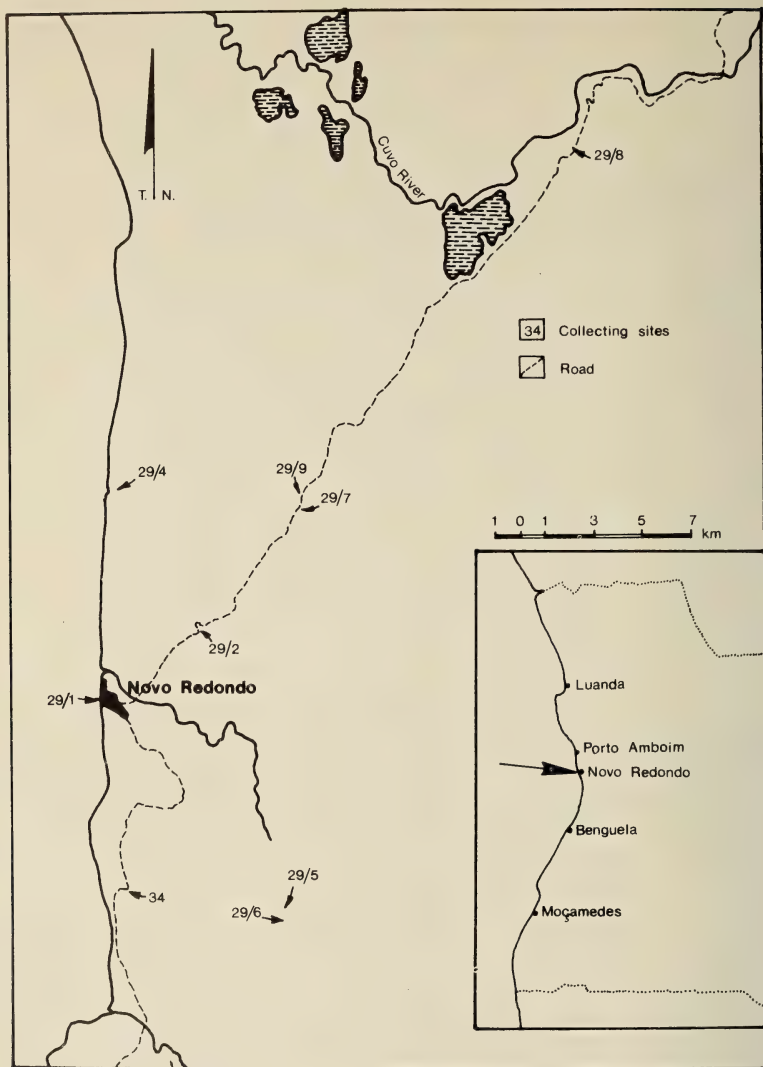 T. N.
Cuvo River
29/8
34 Collecting sites
Road
29/4
29/9
29/7
1 0 1 3 5 7
km
29/2
Novo Redondo
29/1
Luanda
Porto Amboim
Novo Redondo
Benguela
29/5
34
29/6
Moçamedes